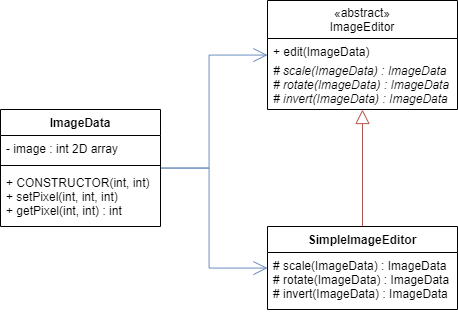 «abstract»
ImageEditor
+ edit(ImageData)
# scale(ImageData) : ImageData
# rotate(ImageData) : ImageData
# invert(ImageData) : ImageData
ImageData
- image : int 2D array
+ CONSTRUCTOR(int, int)
+ setPixel(int, int, int)
+ getPixel(int, int) : int
SimpleImageEditor
# scale(ImageData) : ImageData
# rotate(ImageData) : ImageData
# invert(ImageData) : ImageData